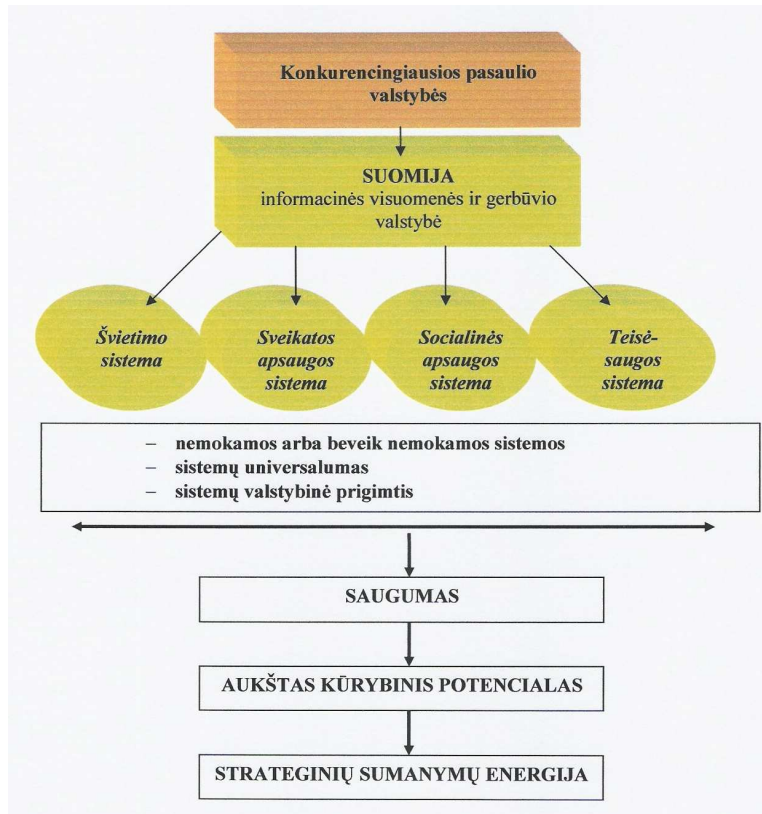 Konkurencingiausios pasaulio
valstybės
SUOMIJA
informacinės visuomenės ir gerbūvio
valstybė
Švietimo
sistema
Sveikatos
apsaugos
sistema
Socialinės
apsaugos
sistema
Teisė-
saugos
sistema
– nemokamos arba beveik nemokamos sistemos
– sistemų universalumas
– sistemų valstybinė prigimtis
SAUGUMAS
AUKŠTAS KŪRYBINIS POTENCIALAS
STRATEGINIŲ SUMANYMŲ ENERGIJA